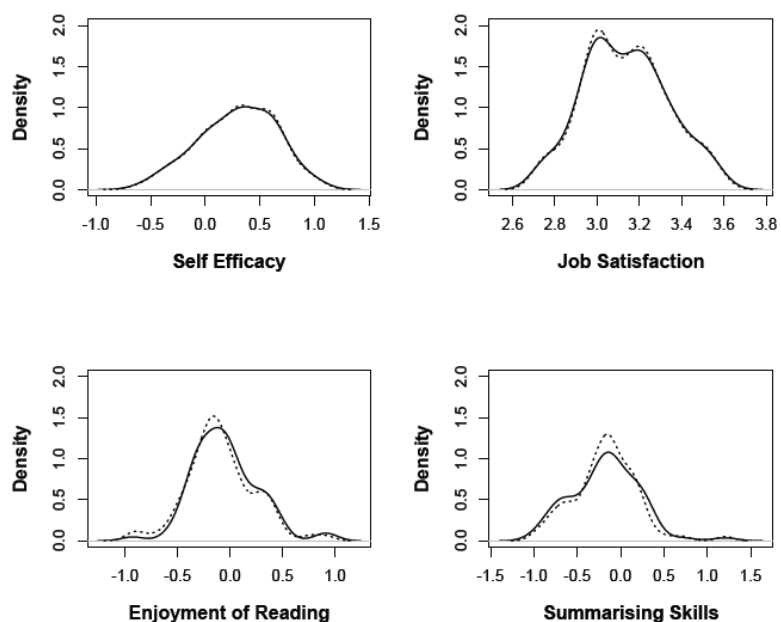 Density
2.0
1.5
1.0
0.5
0.0
-1.0 -0.5 0.0 0.5 1.0 1.5
Self Efficacy
Density
2.0
1.5
1.0
0.5
0.0
2.6 2.8 3.0 3.2 3.4 3.6 3.8
Job Satisfaction
Density
2.0
1.5
1.0
0.5
0.0
-1.0 -0.5 0.0 0.5 1.0
Enjoyment of Reading
Density
2.0
1.5
1.0
0.5
0.0
-1.5 -1.0 -0.5 0.0 0.5 1.0 1.5
Summarising Skills